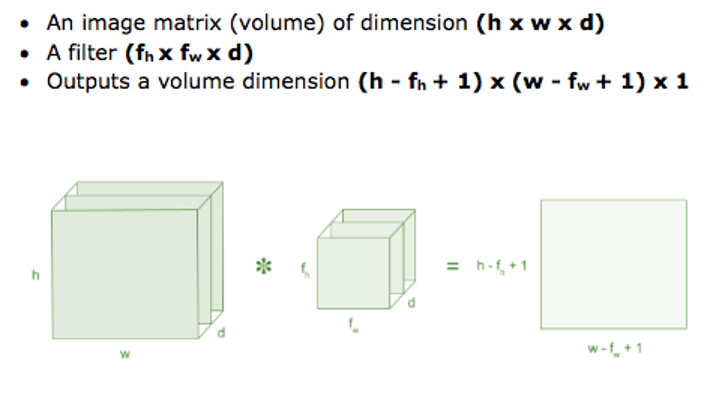 • An image matrix (volume) of dimension (h x w x d)
• A filter (fh x fw x d)
• Outputs a volume dimension (h - fh + 1) x (w - fw + 1) x 1
h
w
d
*
fh
fw
d
=
h - fh + 1
w - fw + 1